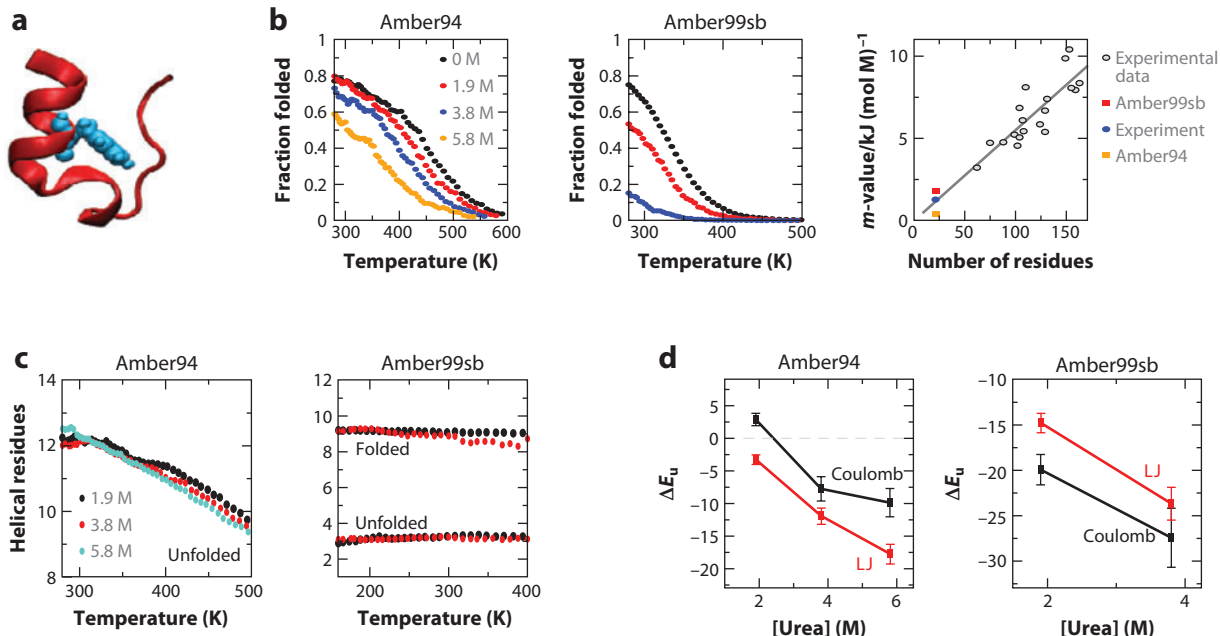 a
b
Amber94
Fraction folded
1
0.8
0.6
0.4
0.2
0
300
400
500
600
Temperature (K)
0 M
1.9 M
3.8 M
5.8 M
Amber99sb
Fraction folded
1
0.8
0.6
0.4
0.2
0
300
400
500
Temperature (K)
m-value/kJ (mol M)⁻¹
10
5
0
50
100
150
Number of residues
Experimental
data
Amber99sb
Experiment
Amber94
c
Amber94
Helical residues
14
12
10
8
300
350
400
450
500
Temperature (K)
1.9 M
3.8 M
5.8 M
Unfolded
Amber99sb
12
10
8
6
4
2
200
250
300
350
400
Temperature (K)
Folded
Unfolded
d
Amber94
ΔEu
5
0
−5
−10
−15
−20
2
4
6
[Urea] (M)
Coulomb
LJ
Amber99sb
ΔEu
−10
−15
−20
−25
−30
2
4
[Urea] (M)
LJ
Coulomb